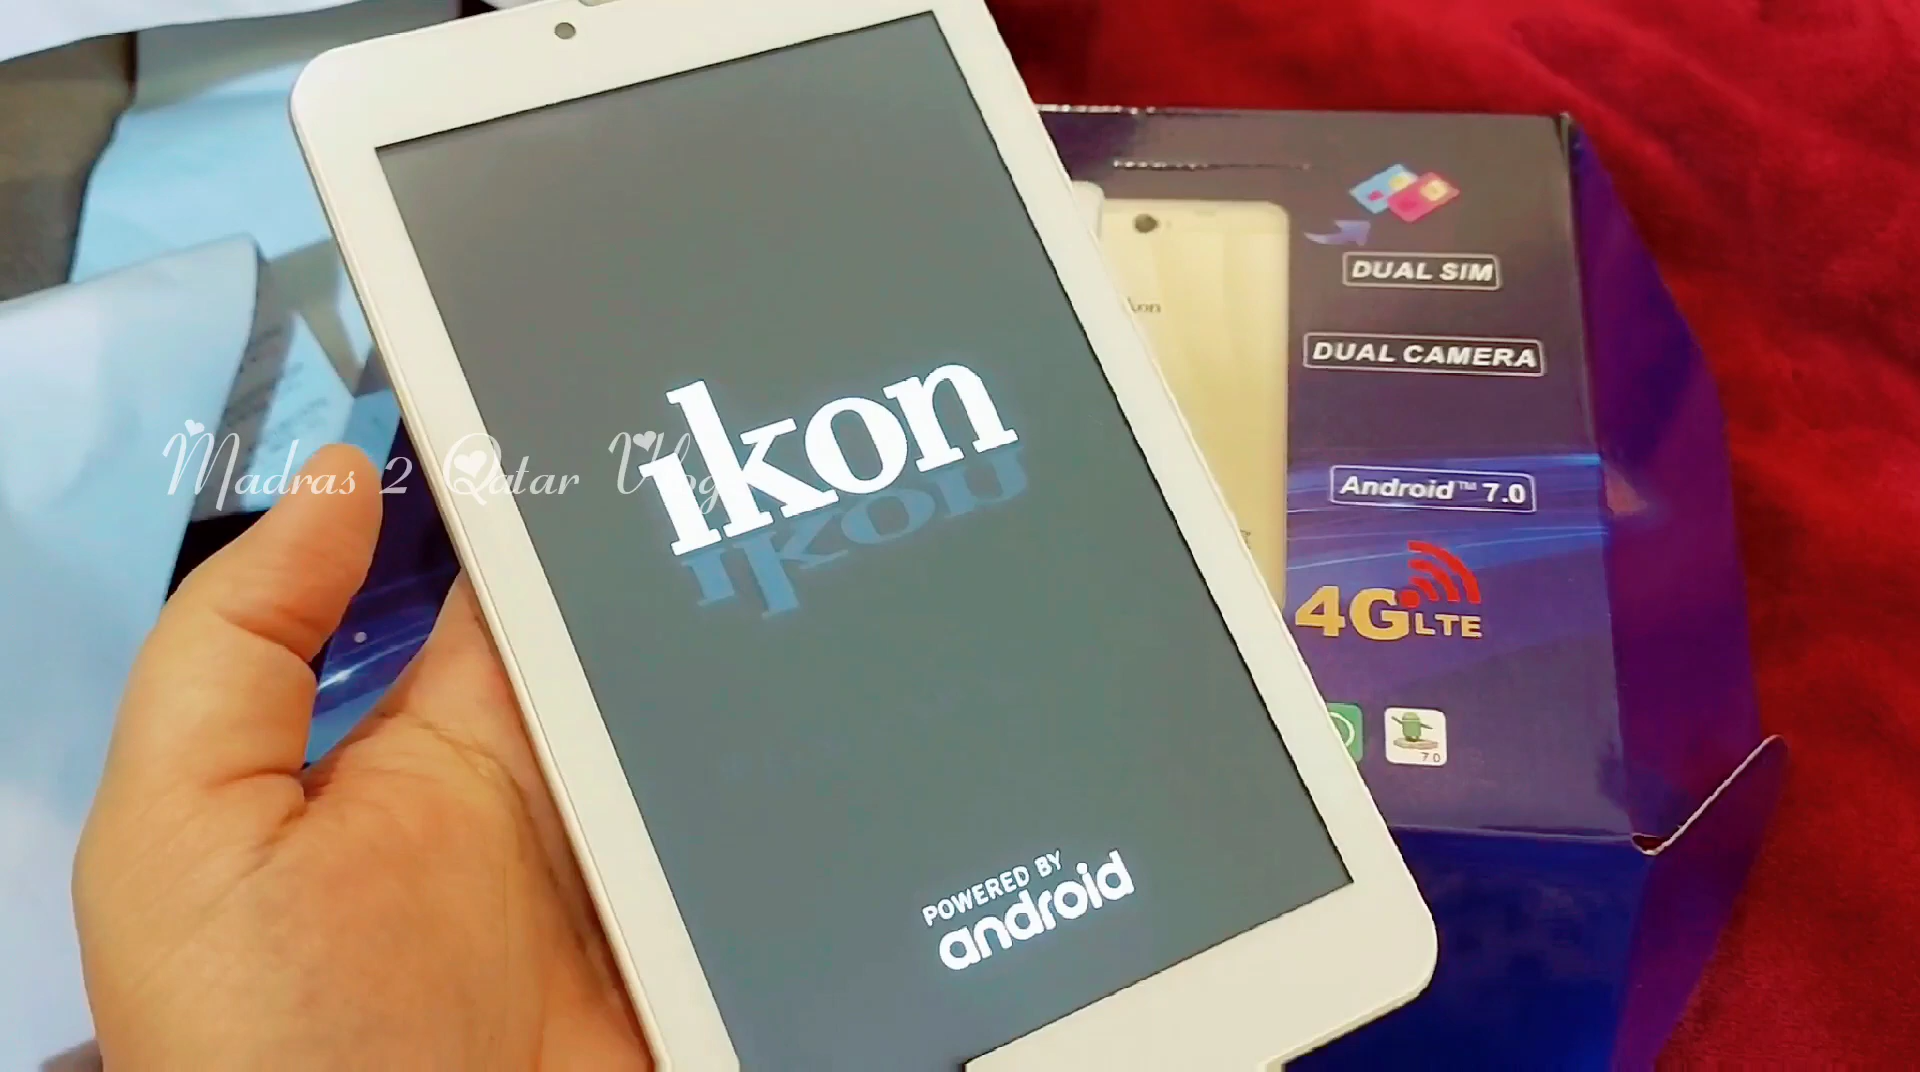 ikon
POWERED BY
android
Madras 2 Qatar Vlog
ikon
DUAL SIM
DUAL CAMERA
Android™ 7.0
4G LTE
7.0